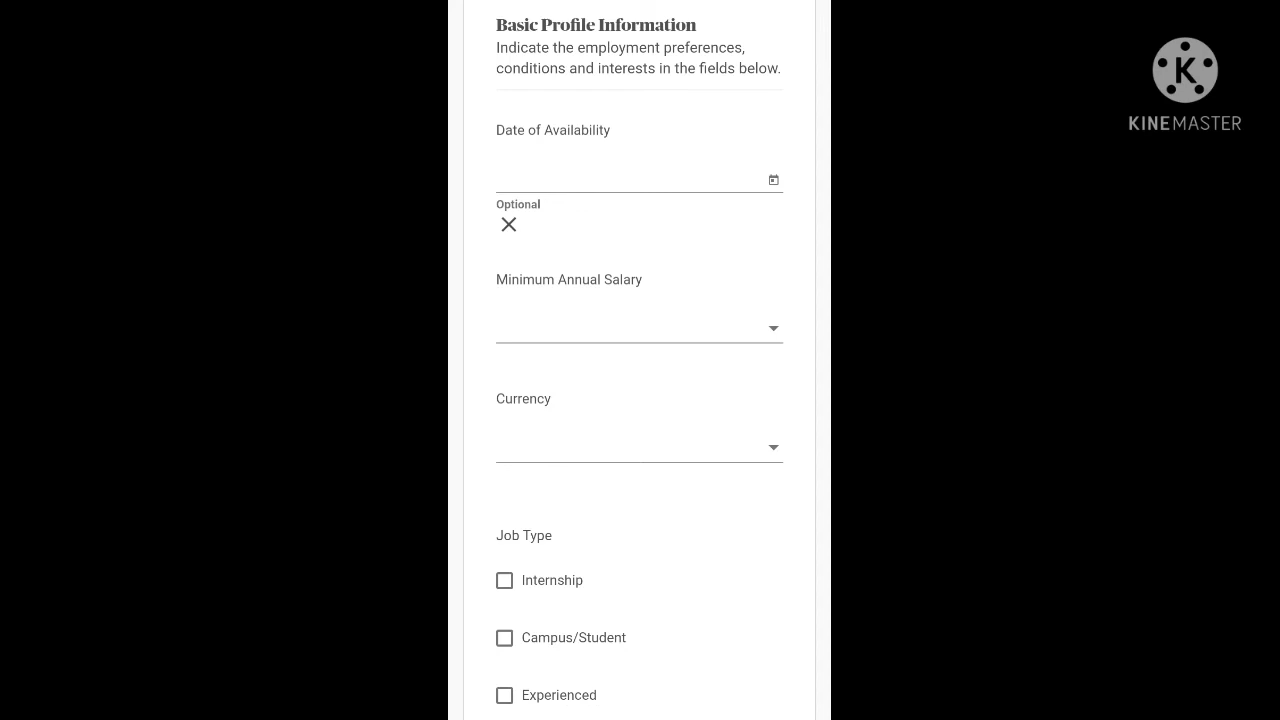 Basic Profile Information
Indicate the employment preferences,
conditions and interests in the fields below.
Date of Availability
Optional
Minimum Annual Salary
Currency
Job Type
Internship
Campus/Student
Experienced
K
KINEMASTER